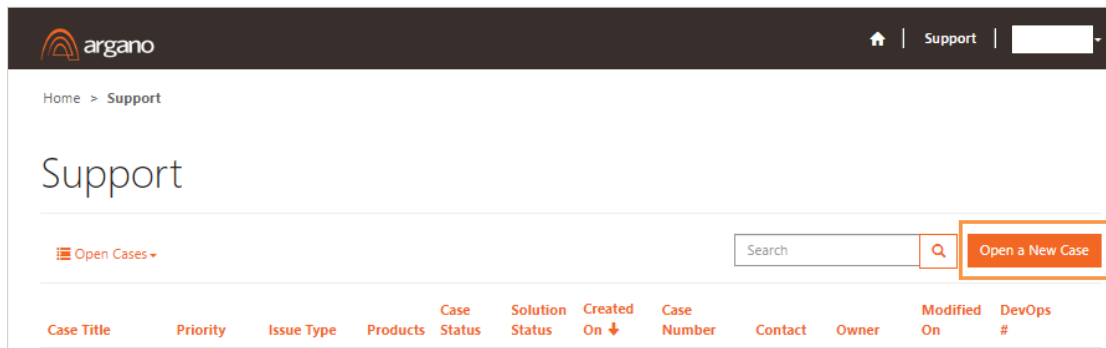 argano
Support
Home > Support
Support
Open Cases
Search
Open a New Case
Case Title Priority Issue Type Products Case Status Solution Status Created On Case Number Contact Owner Modified On DevOps #